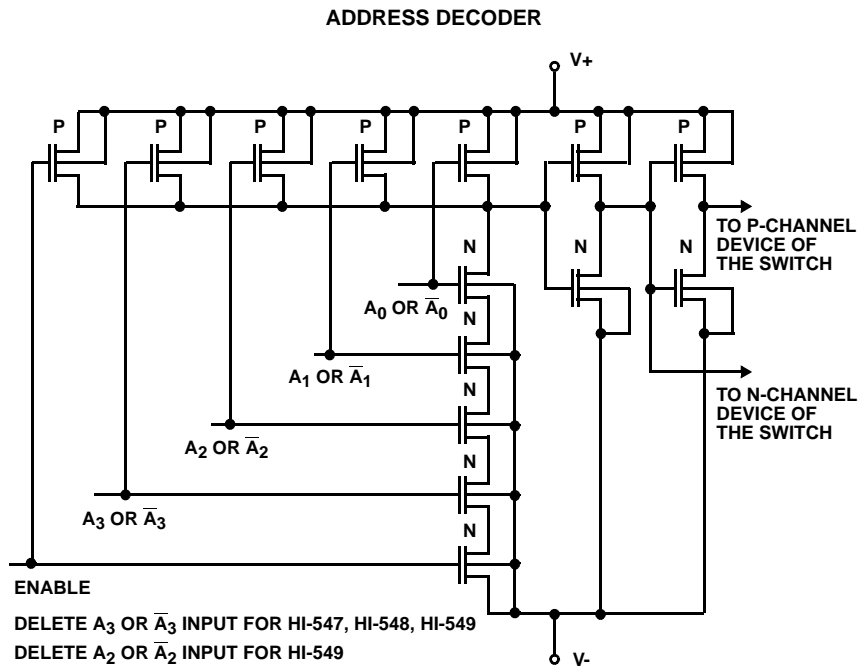 ADDRESS DECODER
V+
P
P
P
P
P
P
P
TO P-CHANNEL
DEVICE OF
THE SWITCH
N
N
N
A0 OR A̅0
N
A1 OR A̅1
TO N-CHANNEL
DEVICE OF
THE SWITCH
N
A2 OR A̅2
N
A3 OR A̅3
N
ENABLE
DELETE A3 OR A̅3 INPUT FOR HI-547, HI-548, HI-549
DELETE A2 OR A̅2 INPUT FOR HI-549
V-